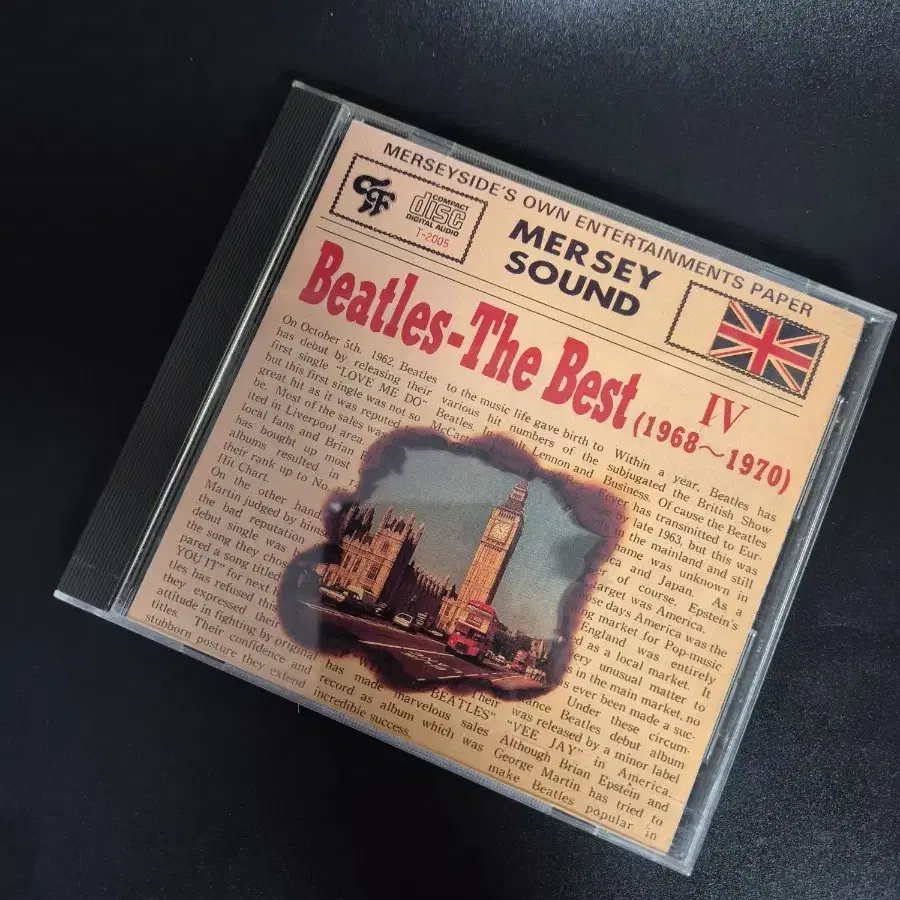 MERSEYSIDE'S OWN ENTERTAINMENTS PAPER
GRF
COMPACT
disc
DIGITAL AUDIO
T-2005
MERSEY
SOUND
Beatles-The Best
IV
(1968～1970)
On October 5th, 1962, Beatles
has debut by releasing their
first single "LOVE ME DO"
but this first single was not so
great hit as it was reputed
be. Most of the sales was
ited in Liverpool area
local fans and Brian
has bought up most
albums resulted in
their rank up to No
Hit Chart.
On the other hand
Martin judged by
the bad reputation
debut single was
the song they
pared a song titled
YOU IT" for next
tles has refused this
they expressed their
attitude in fighting by original
titles. Their confidence and
stubborn posture they extend
to the music life gave birth to
various hit numbers of the
Beatles. Lennon and
BEATLES"
has made marvelous sales
record as album which was
incredible success.
Within a year, Beatles has
subjugated the British Show
Business. Of cause the Beatles
Fever has transmitted to Eur-
by late 1963, but this was
the mainland and still
name was unknown in
and Japan. As a
of course, Epstein's
target was America.
those days America was the
market for Pop-music
England was entirely
as a local market. It
very unusual matter to
in the main market, no
ever been made a suc-
Under these circum-
stance Beatles debut album
was released by a minor label
"VEE JAY" in America.
Although Brian Epstein and
George Martin has tried to
make Beatles popular in